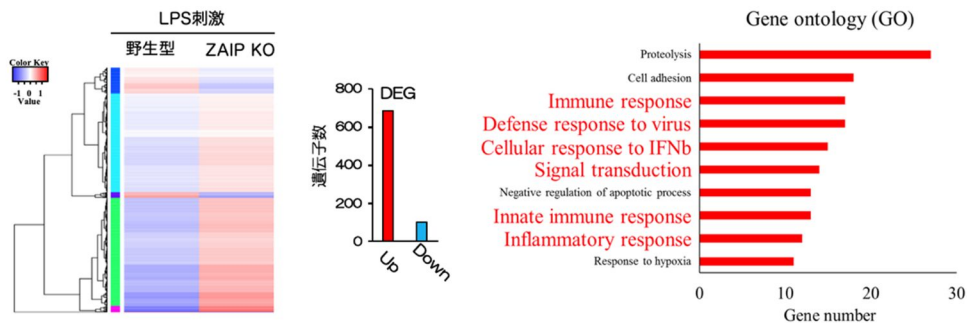 LPS刺激
野生型 ZAIP KO
Color Key
-1 0 1
Value
DEG
遺伝子数
800
600
400
200
0
Up
Down
Gene ontology (GO)
Proteolysis
Cell adhesion
Immune response
Defense response to virus
Cellular response to IFNb
Signal transduction
Negative regulation of apoptotic process
Innate immune response
Inflammatory response
Response to hypoxia
0 10 20 30
Gene number